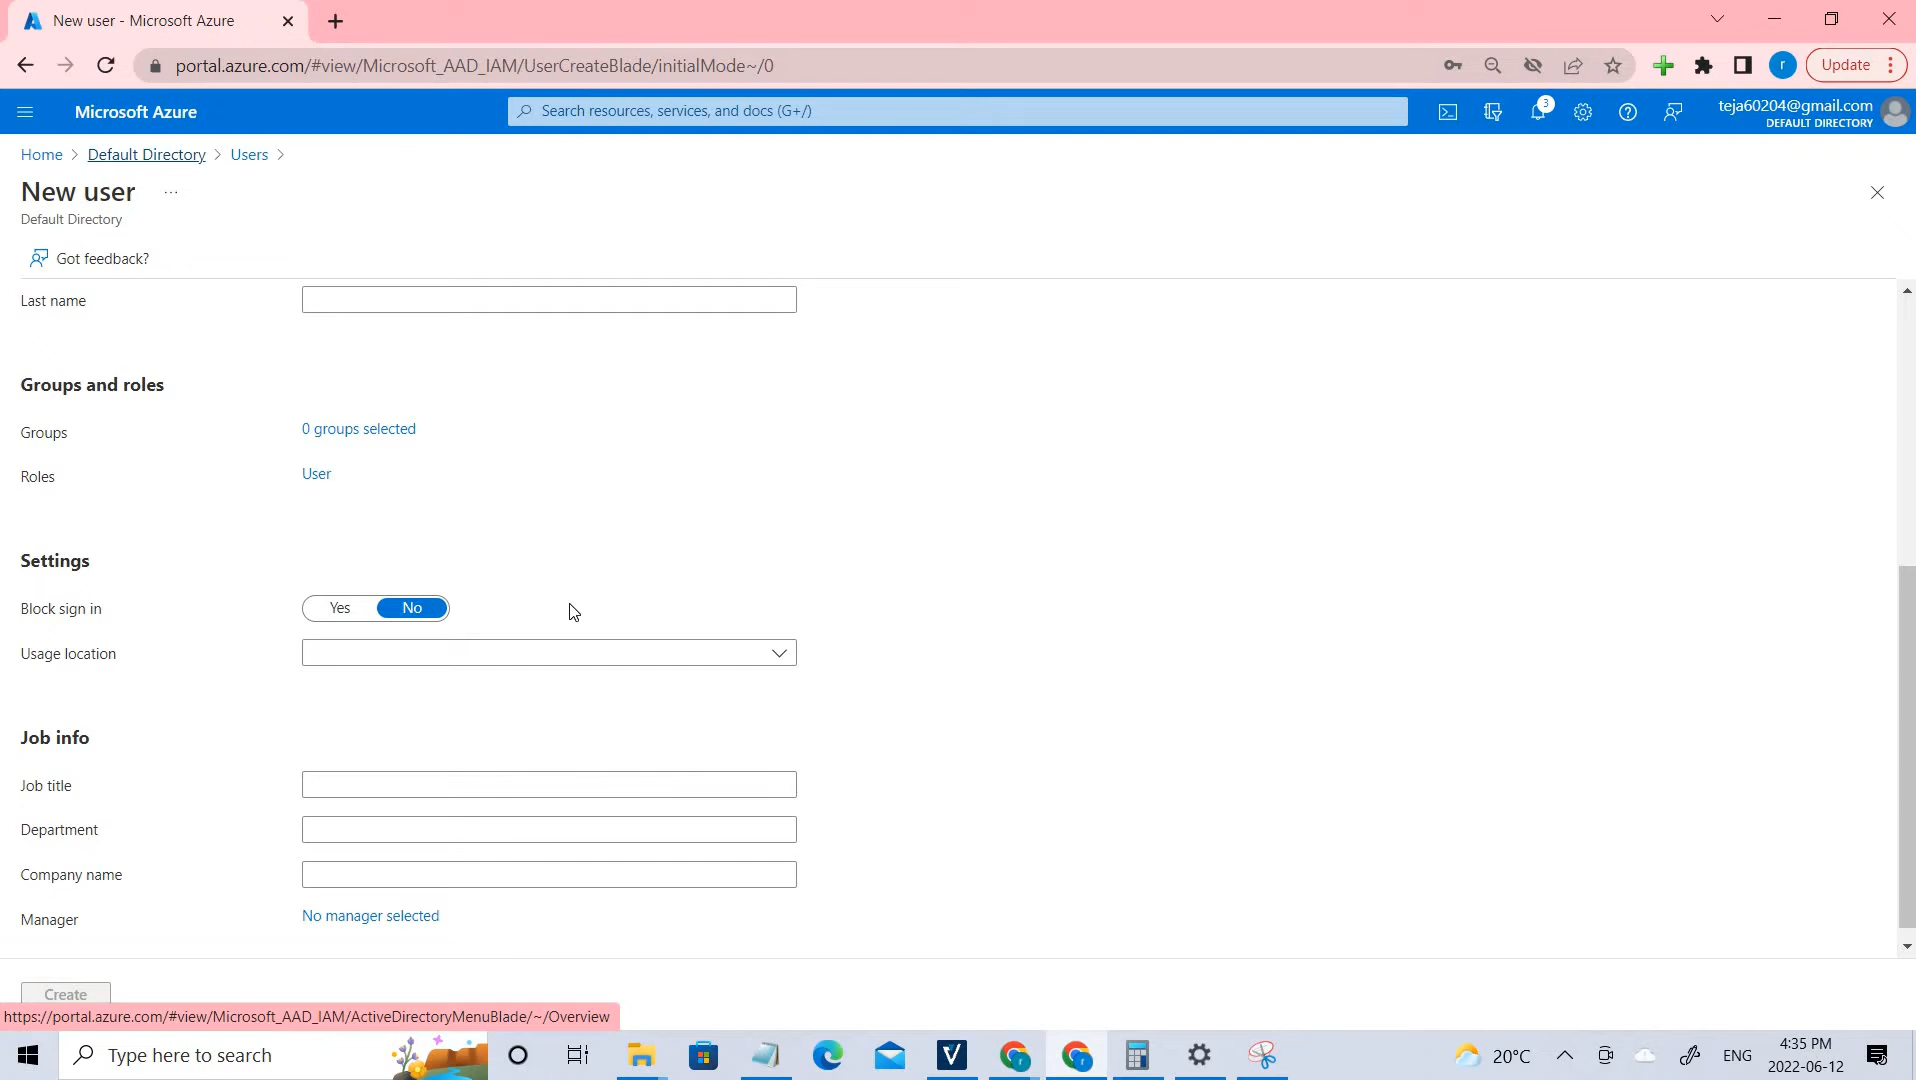 New user - Microsoft Azure
portal.azure.com/#view/Microsoft_AAD_IAM/UserCreateBlade/initialMode~/0
r
Update
Microsoft Azure
Search resources, services, and docs (G+/)
3
teja60204@gmail.com
DEFAULT DIRECTORY
Home > Default Directory > Users >
New user ...
Default Directory
Got feedback?
Last name
Groups and roles
Groups
0 groups selected
Roles
User
Settings
Block sign in
Yes No
Usage location
Job info
Job title
Department
Company name
Manager
No manager selected
Create
https://portal.azure.com/#view/Microsoft_AAD_IAM/ActiveDirectoryMenuBlade/~/Overview
Type here to search
V
20°C
ENG
4:35 PM
2022-06-12